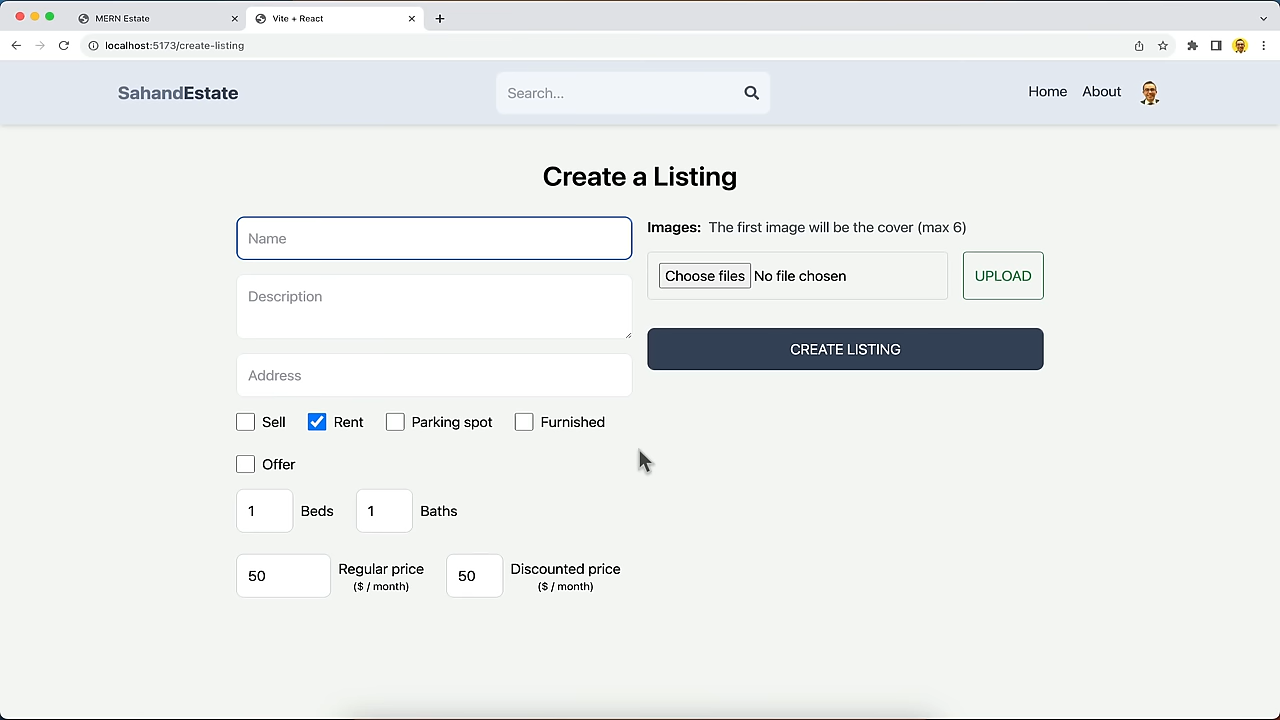 MERN Estate
Vite + React
localhost:5173/create-listing
SahandEstate
Search...
Home
About
Create a Listing
Name
Description
Address
Sell
Rent
Parking spot
Furnished
Offer
1
Beds
1
Baths
50
Regular price
($ / month)
50
Discounted price
($ / month)
Images: The first image will be the cover (max 6)
Choose files No file chosen
UPLOAD
CREATE LISTING